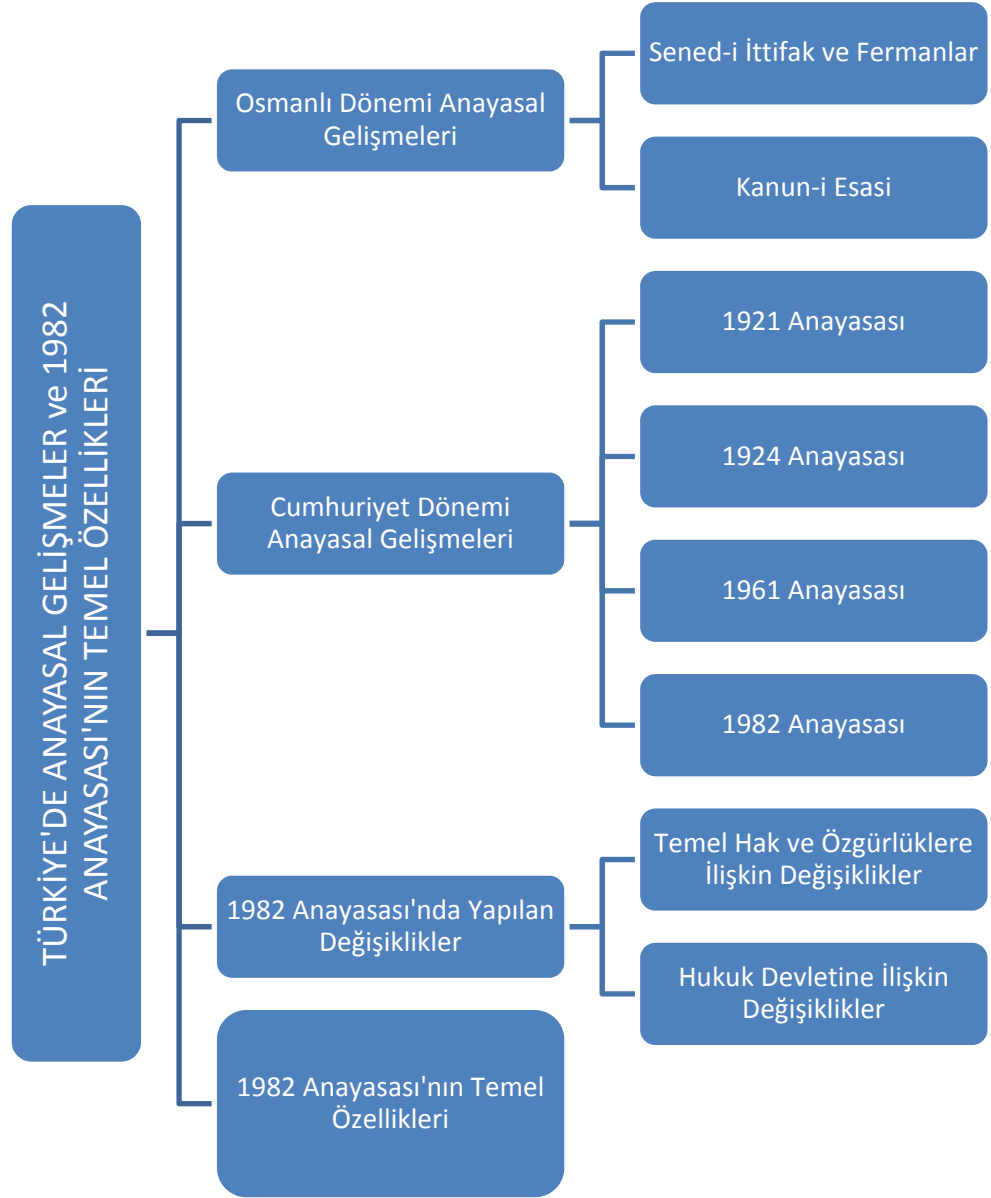 TÜRKİYE'DE ANAYASAL GELİŞMELER ve 1982
ANAYASASI'NIN TEMEL ÖZELLİKLERİ
Osmanlı Dönemi Anayasal
Gelişmeleri
Sened-i İttifak ve Fermanlar
Kanun-i Esasi
Cumhuriyet Dönemi
Anayasal Gelişmeleri
1921 Anayasası
1924 Anayasası
1961 Anayasası
1982 Anayasası
1982 Anayasası'nda Yapılan
Değişiklikler
Temel Hak ve Özgürlüklere
İlişkin Değişiklikler
Hukuk Devletine İlişkin
Değişiklikler
1982 Anayasası'nın Temel
Özellikleri